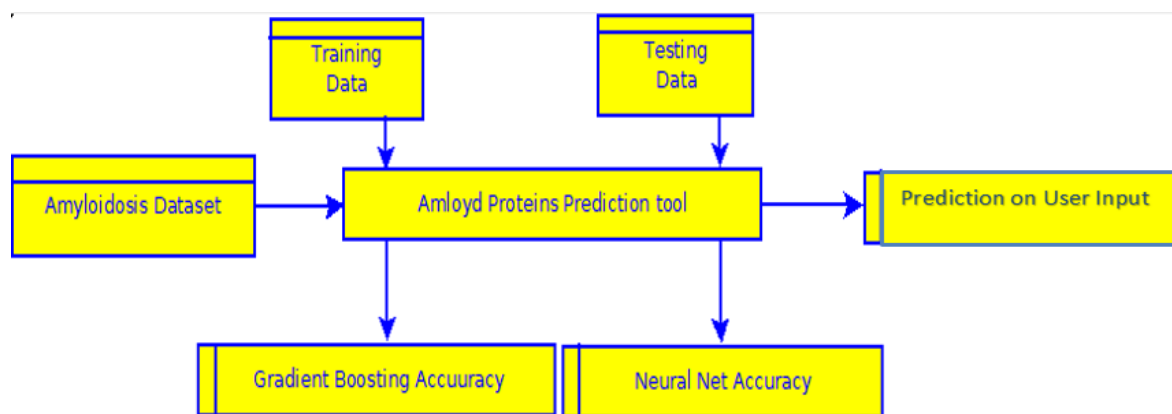 Training
Data
Testing
Data
Amyloidosis Dataset
Amloyd Proteins Prediction tool
Prediction on User Input
Gradient Boosting Accuuracy
Neural Net Accuracy